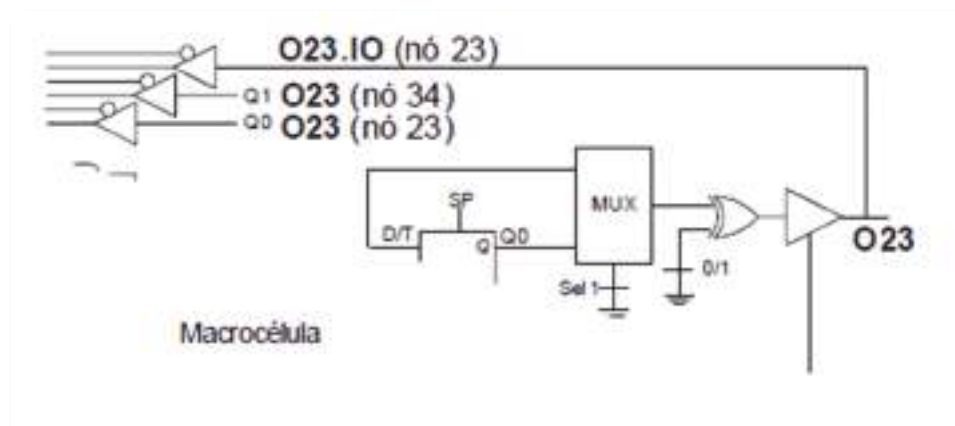 O23.IO (nó 23)
Q1 O23 (nó 34)
Q0 O23 (nó 23)
SP
MUX
D/T
Q
Q0
O23
0/1
Sel 1
Macrocélula